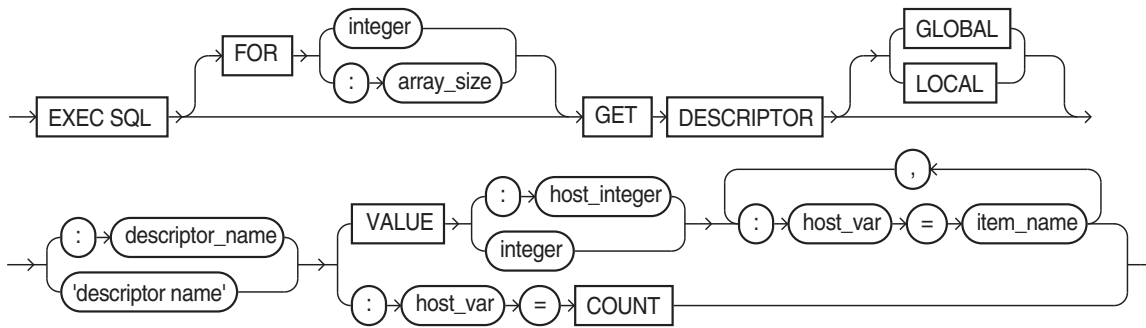 integer
GLOBAL
FOR
: array_size
LOCAL
EXEC SQL
GET DESCRIPTOR
,
: host_integer
VALUE
: host_var = item_name
: descriptor_name
integer
'descriptor name'
: host_var = COUNT